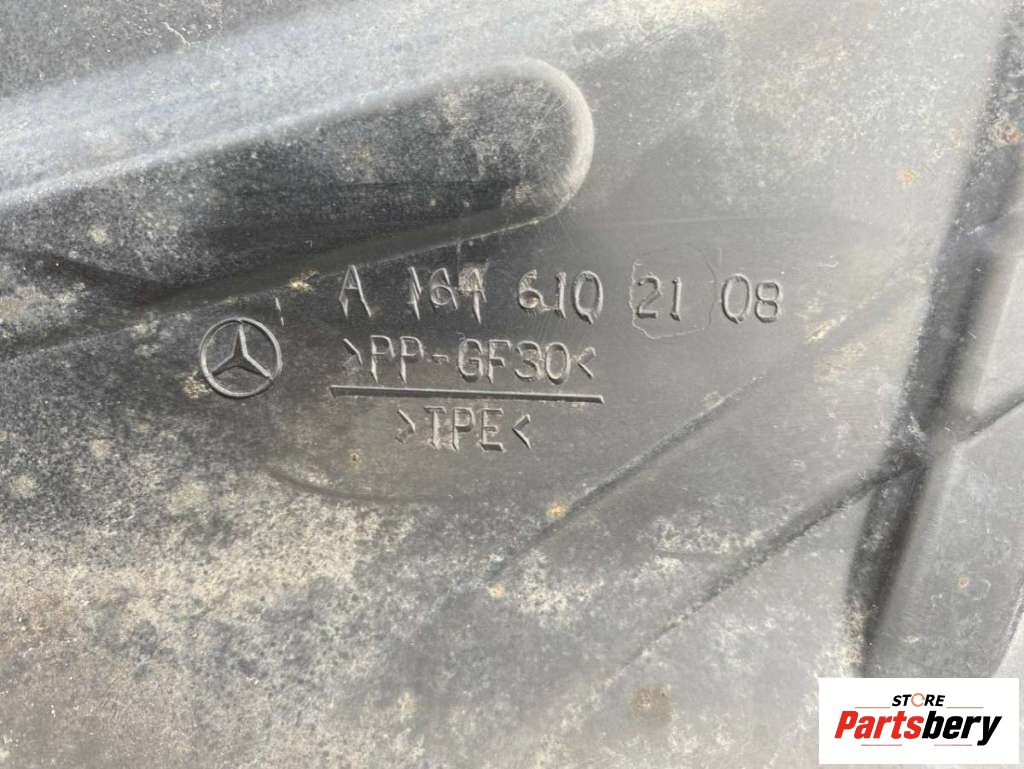 A 164 610 21 08
>PP-GF30<
>TPE<
STORE
Partsbery